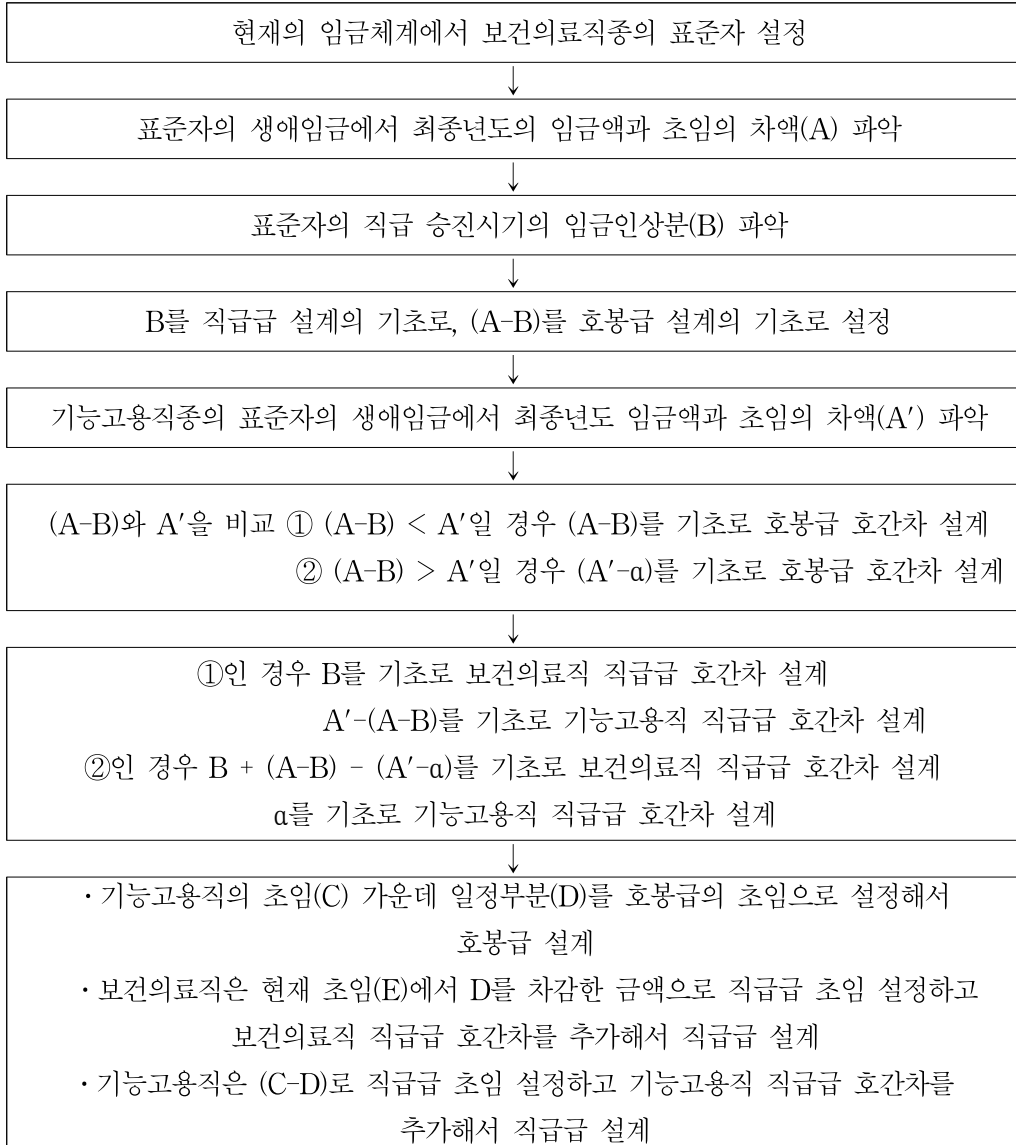 현재의 임금체계에서 보건의료직종의 표준자 설정
↓
표준자의 생애임금에서 최종년도의 임금액과 초임의 차액(A) 파악
↓
표준자의 직급 승진시기의 임금인상분(B) 파악
↓
B를 직급급 설계의 기초로, (A-B)를 호봉급 설계의 기초로 설정
↓
기능고용직종의 표준자의 생애임금에서 최종년도 임금액과 초임의 차액(A′) 파악
↓
(A-B)와 A′을 비교 ① (A-B) < A′일 경우 (A-B)를 기초로 호봉급 호간차 설계
② (A-B) > A′일 경우 (A′-α)를 기초로 호봉급 호간차 설계
↓
①인 경우 B를 기초로 보건의료직 직급급 호간차 설계
A′-(A-B)를 기초로 기능고용직 직급급 호간차 설계
②인 경우 B + (A-B) - (A′-α)를 기초로 보건의료직 직급급 호간차 설계
α를 기초로 기능고용직 직급급 호간차 설계
↓
· 기능고용직의 초임(C) 가운데 일정부분(D)를 호봉급의 초임으로 설정해서
호봉급 설계
· 보건의료직은 현재 초임(E)에서 D를 차감한 금액으로 직급급 초임 설정하고
보건의료직 직급급 호간차를 추가해서 직급급 설계
· 기능고용직은 (C-D)로 직급급 초임 설정하고 기능고용직 직급급 호간차를
추가해서 직급급 설계